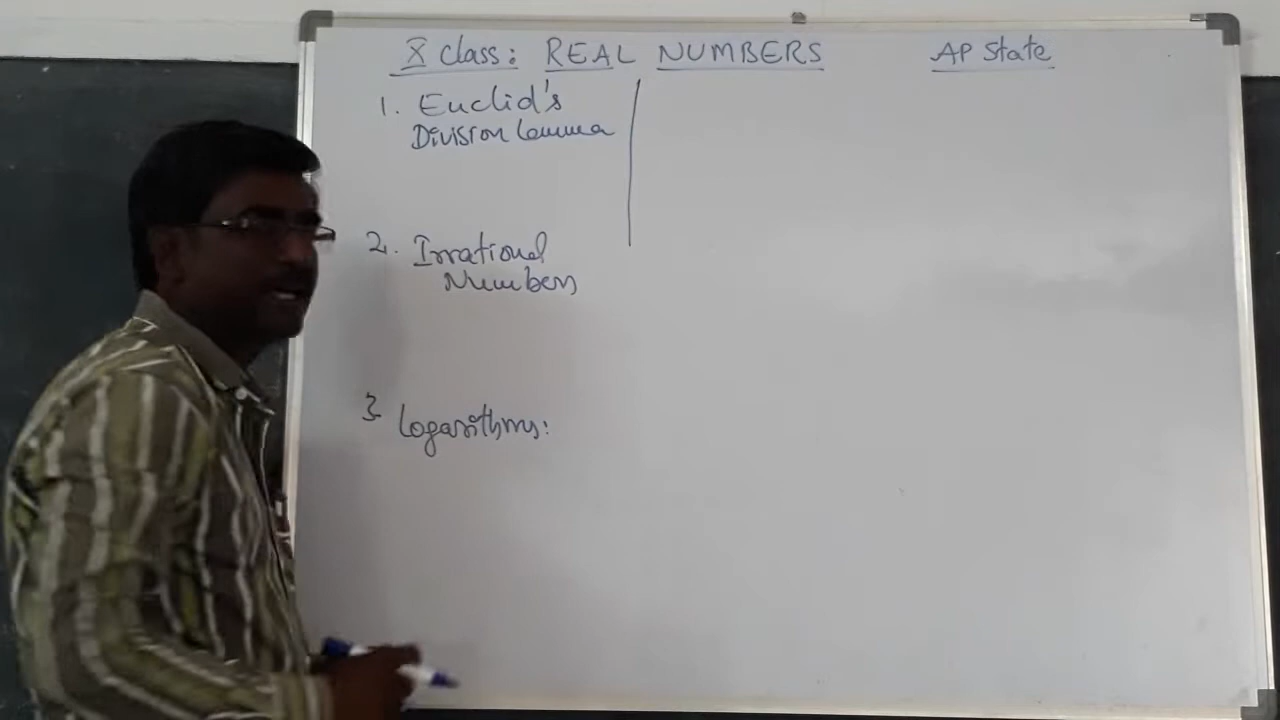 X Class: REAL NUMBERS AP State
1. Euclid's
Division Lemma
2. Irrational
Numbers
3 Logarithms: